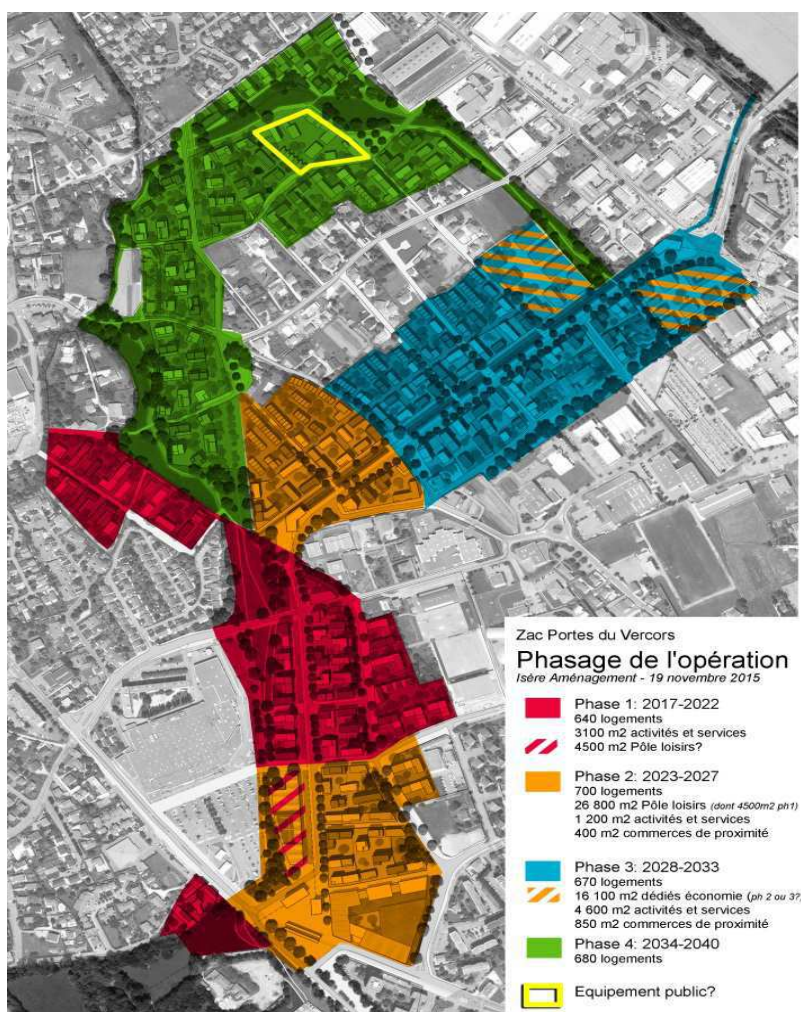 Zac Portes du Vercors
Phasage de l'opération
Isère Aménagement - 19 novembre 2015
Phase 1: 2017-2022
640 logements
3100 m2 activités et services
4500 m2 Pôle loisirs?
Phase 2: 2023-2027
700 logements
26 800 m2 Pôle loisirs (dont 4500m2 ph1)
1 200 m2 activités et services
400 m2 commerces de proximité
Phase 3: 2028-2033
670 logements
16 100 m2 dédiés économie (ph 2 ou 3?)
4 600 m2 activités et services
850 m2 commerces de proximité
Phase 4: 2034-2040
680 logements
Equipement public?